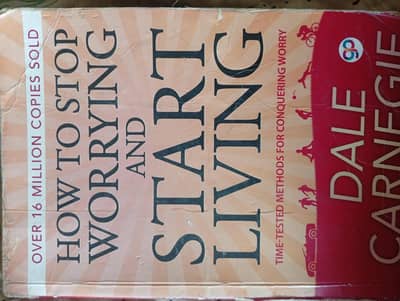 OVER 16 MILLION COPIES SOLD
HOW TO STOP
WORRYING
AND
START
LIVING
TIME-TESTED METHODS FOR CONQUERING WORRY
gp
DALE
CARNEGIE